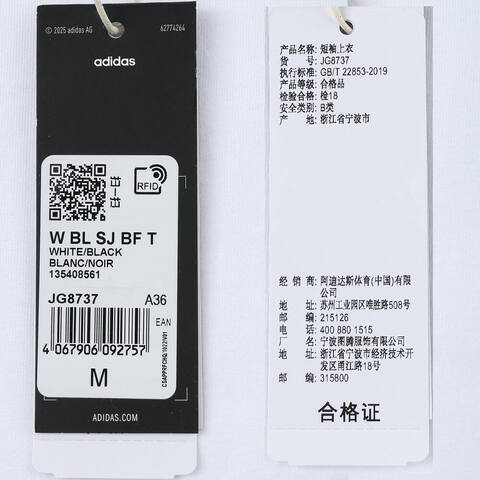 © 2025 adidas AG
62774264
adidas
RFID
W BL SJ BF T
WHITE/BLACK
BLANC/NOIR
135408561
JG8737
A36
EAN
4 067906 092757
M
ADIDAS.COM
产品名称: 短袖上衣
货 号: JG8737
执行标准: GB/T 22853-2019
产品等级: 合格品
检验合格: 检18
安全类别: B类
产 地: 浙江省宁波市
经 销 商: 阿迪达斯体育(中国)有限
公司
地 址: 苏州工业园区唯胜路508号
邮 编: 215126
电 话: 400 880 1515
厂 商: 宁波图腾服饰有限公司
地 址: 浙江省宁波市经济技术开
发区甬江路18号
邮 编: 315800
合格证